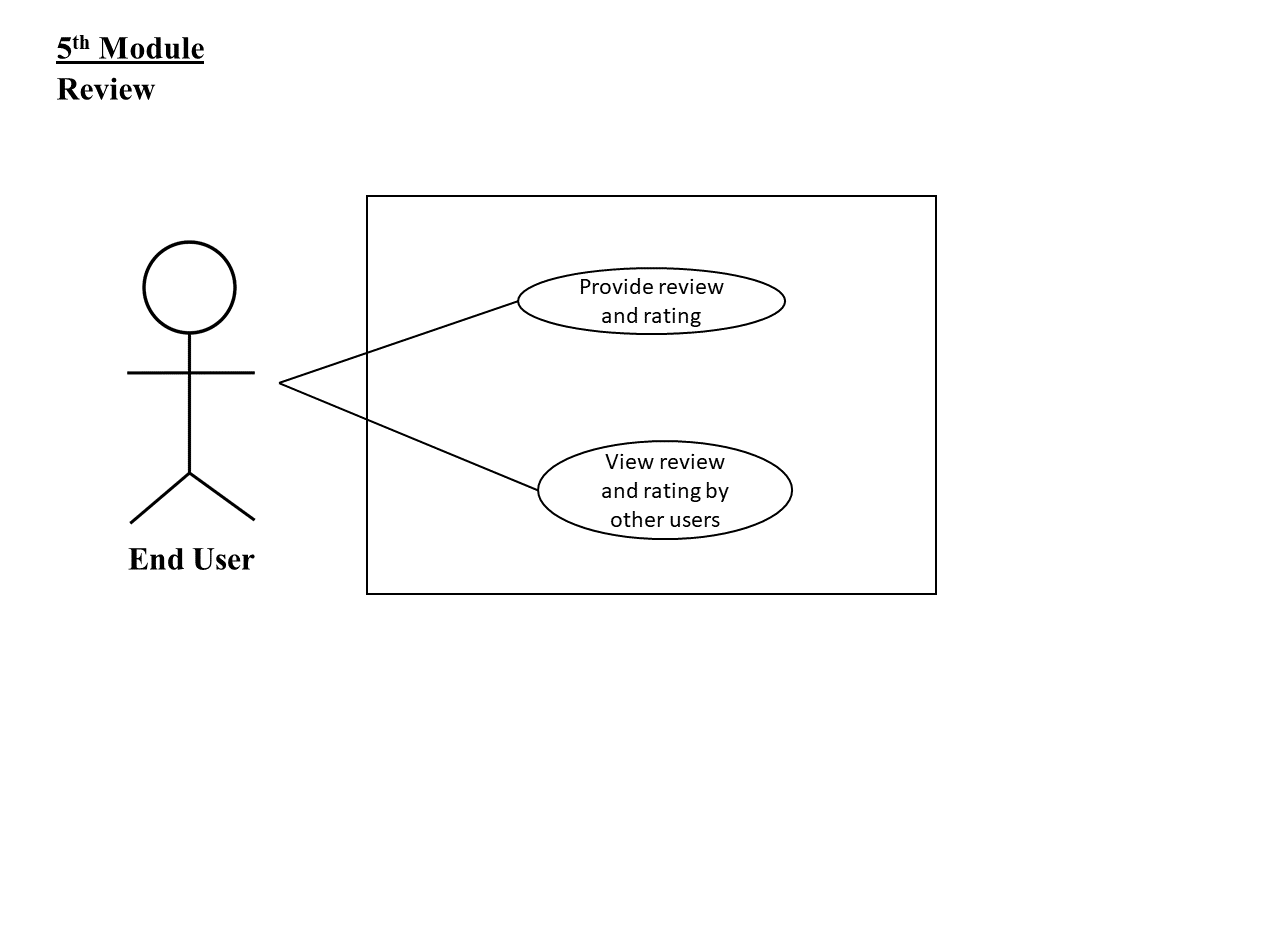 5th Module
Review
Provide review
and rating
View review
and rating by
other users
End User